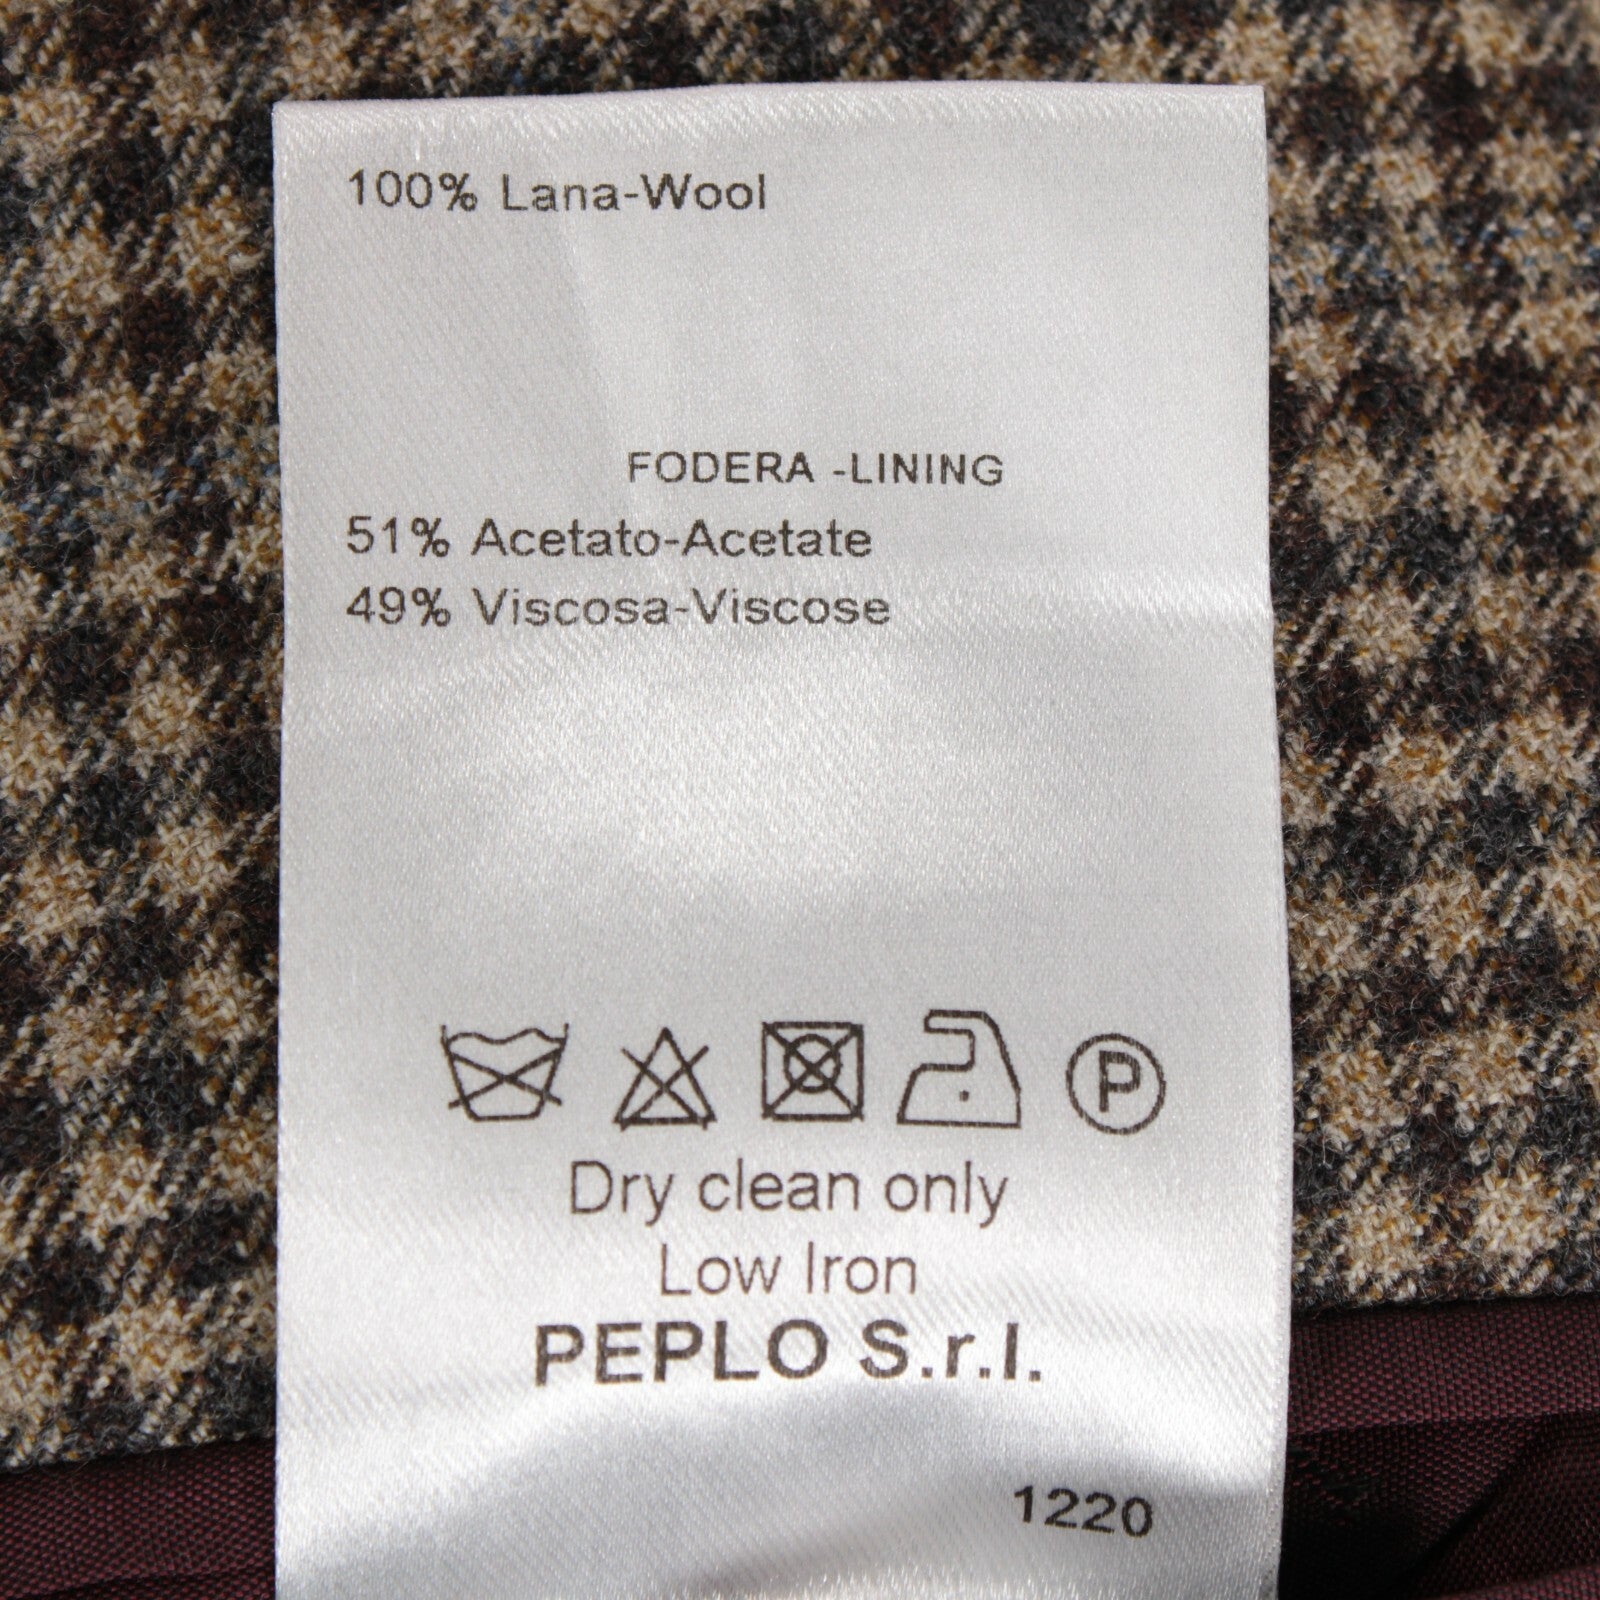 100% Lana-Wool
FODERA -LINING
51% Acetato-Acetate
49% Viscosa-Viscose
P
Dry clean only
Low Iron
PEPLO S.r.l.
1220